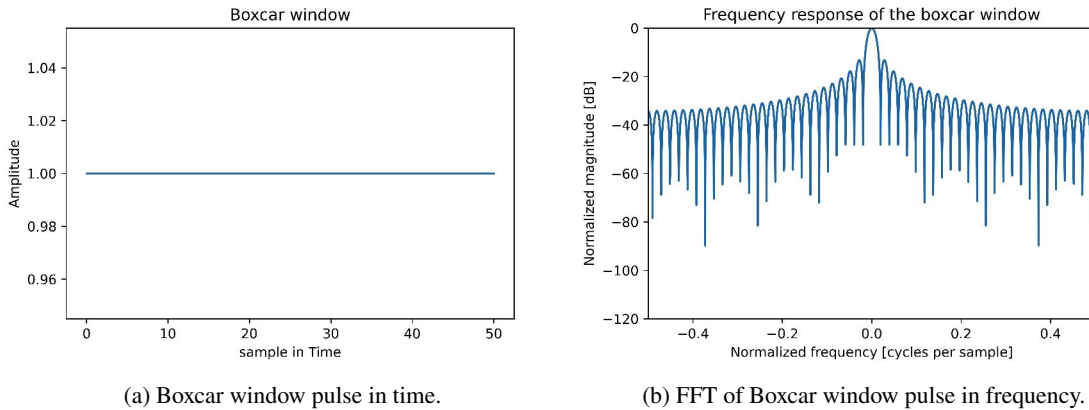 Boxcar window
1.04
1.02
1.00
0.98
0.96
Amplitude
0 10 20 30 40 50
sample in Time
(a) Boxcar window pulse in time.
Frequency response of the boxcar window
0
−20
−40
−60
−80
−100
−120
Normalized magnitude [dB]
−0.4 −0.2 0.0 0.2 0.4
Normalized frequency [cycles per sample]
(b) FFT of Boxcar window pulse in frequency.